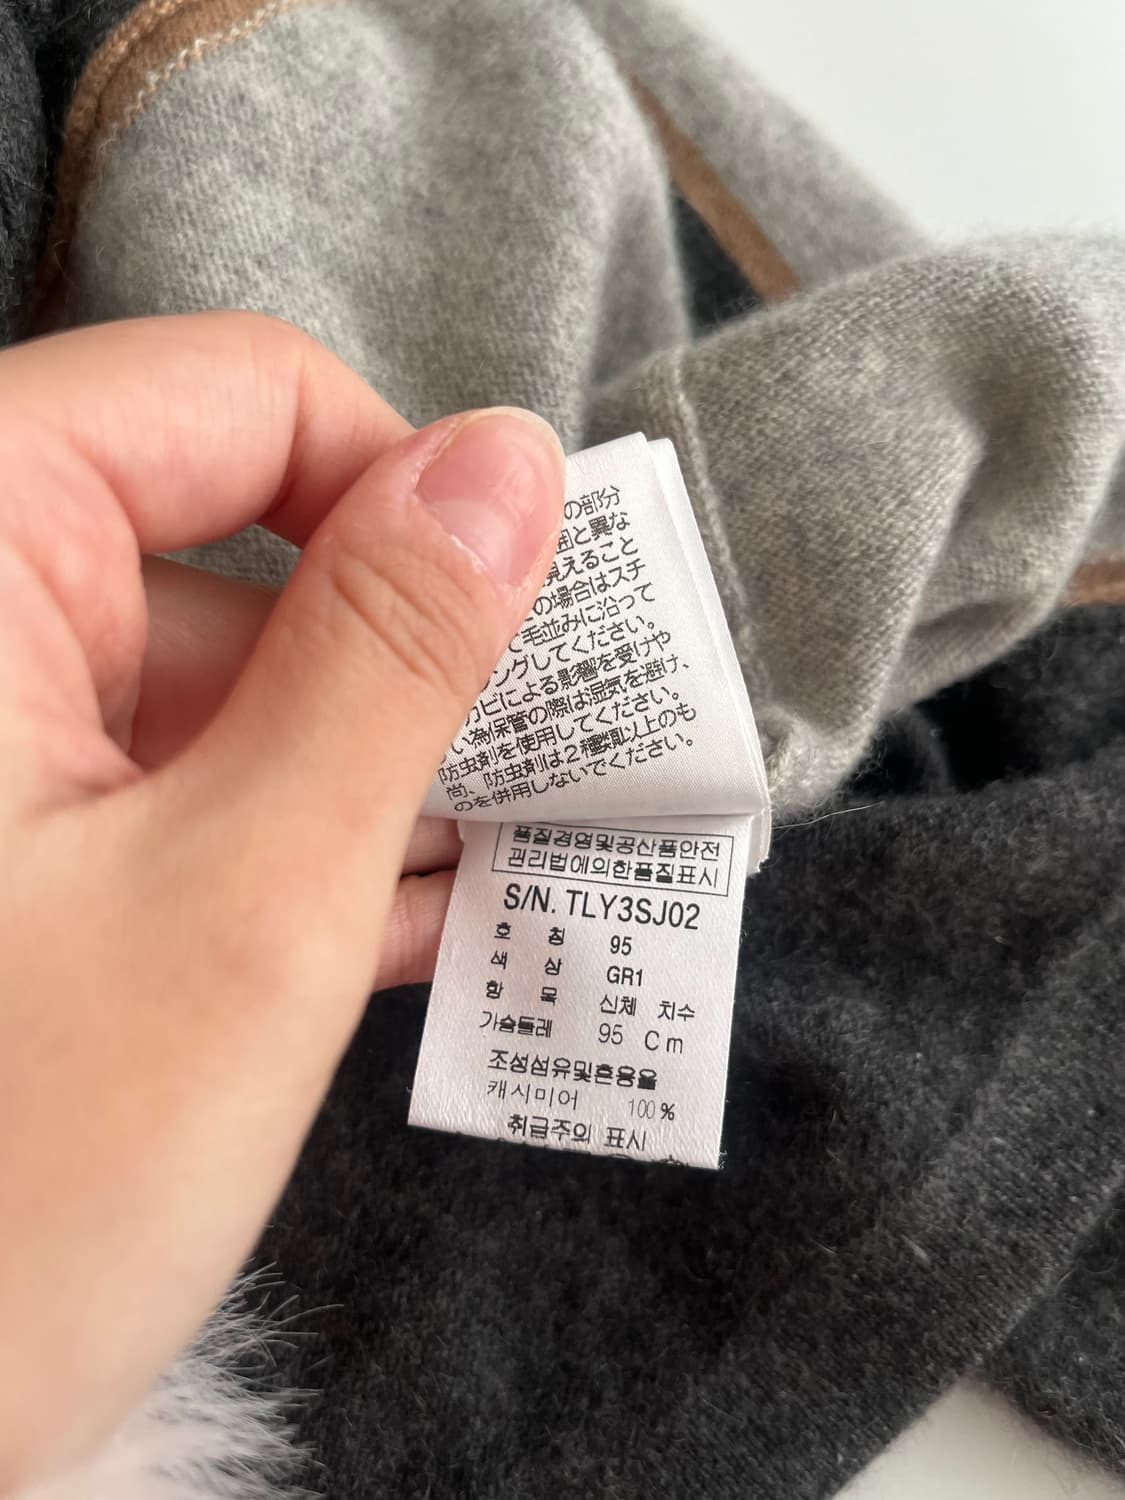 の部分
囲と異な
見えること
の場合はスチ
て毛並みに沿って
ングしてください。
カビによる影響を受けや
い為保管の際は湿気を避け、
防虫剤を使用してください。
尚、防虫剤は2種類以上のも
のを併用しないでください。
품질경영및공산품안전
관리법에의한품질표시
S/N. TLY3SJ02
호 칭 95
색 상 GR1
항 목 신체 치수
가슴둘레 95 Cm
조성섬유및혼용율
캐시미어 100%
취급주의 표시